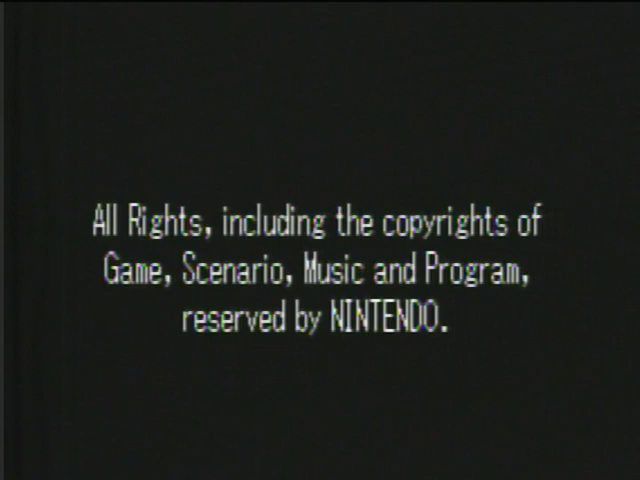 All Rights, including the copyrights of
Game, Scenario, Music and Program,
reserved by NINTENDO.